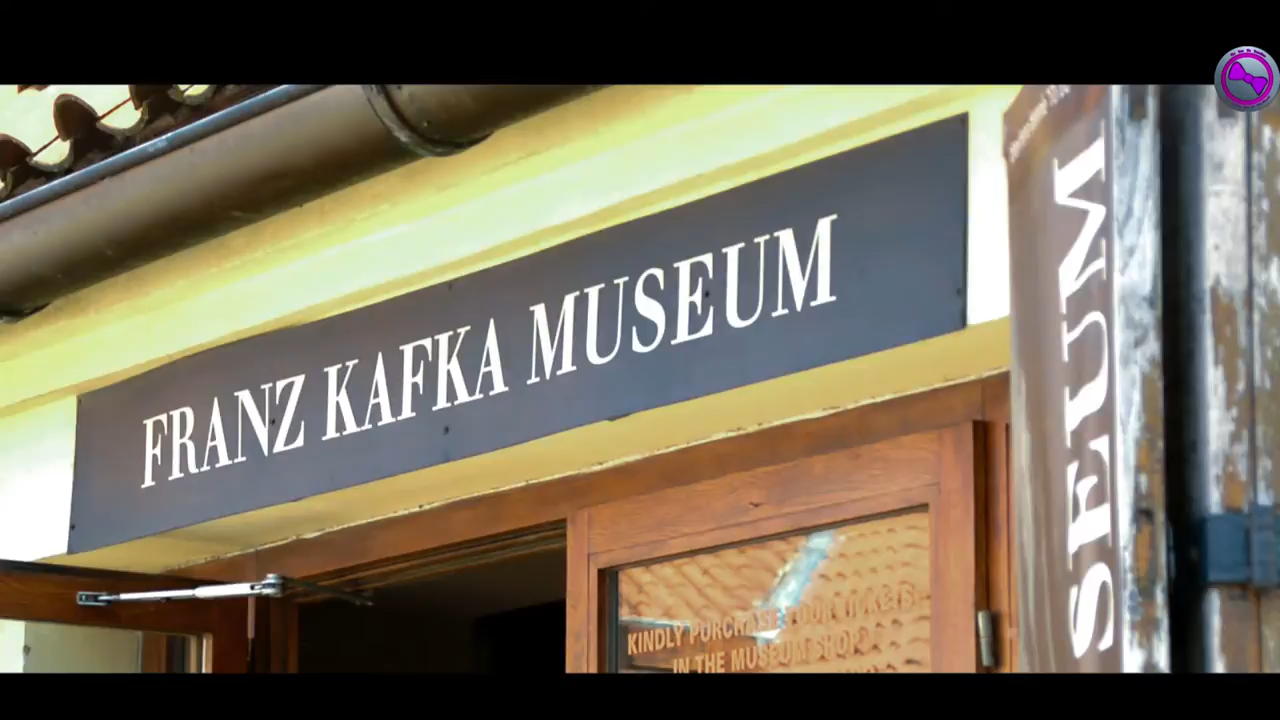 FRANZ KAFKA MUSEUM
SEUM
KINDLY PURCHASE YOUR TICKETS
IN THE MUSEUM SHOP